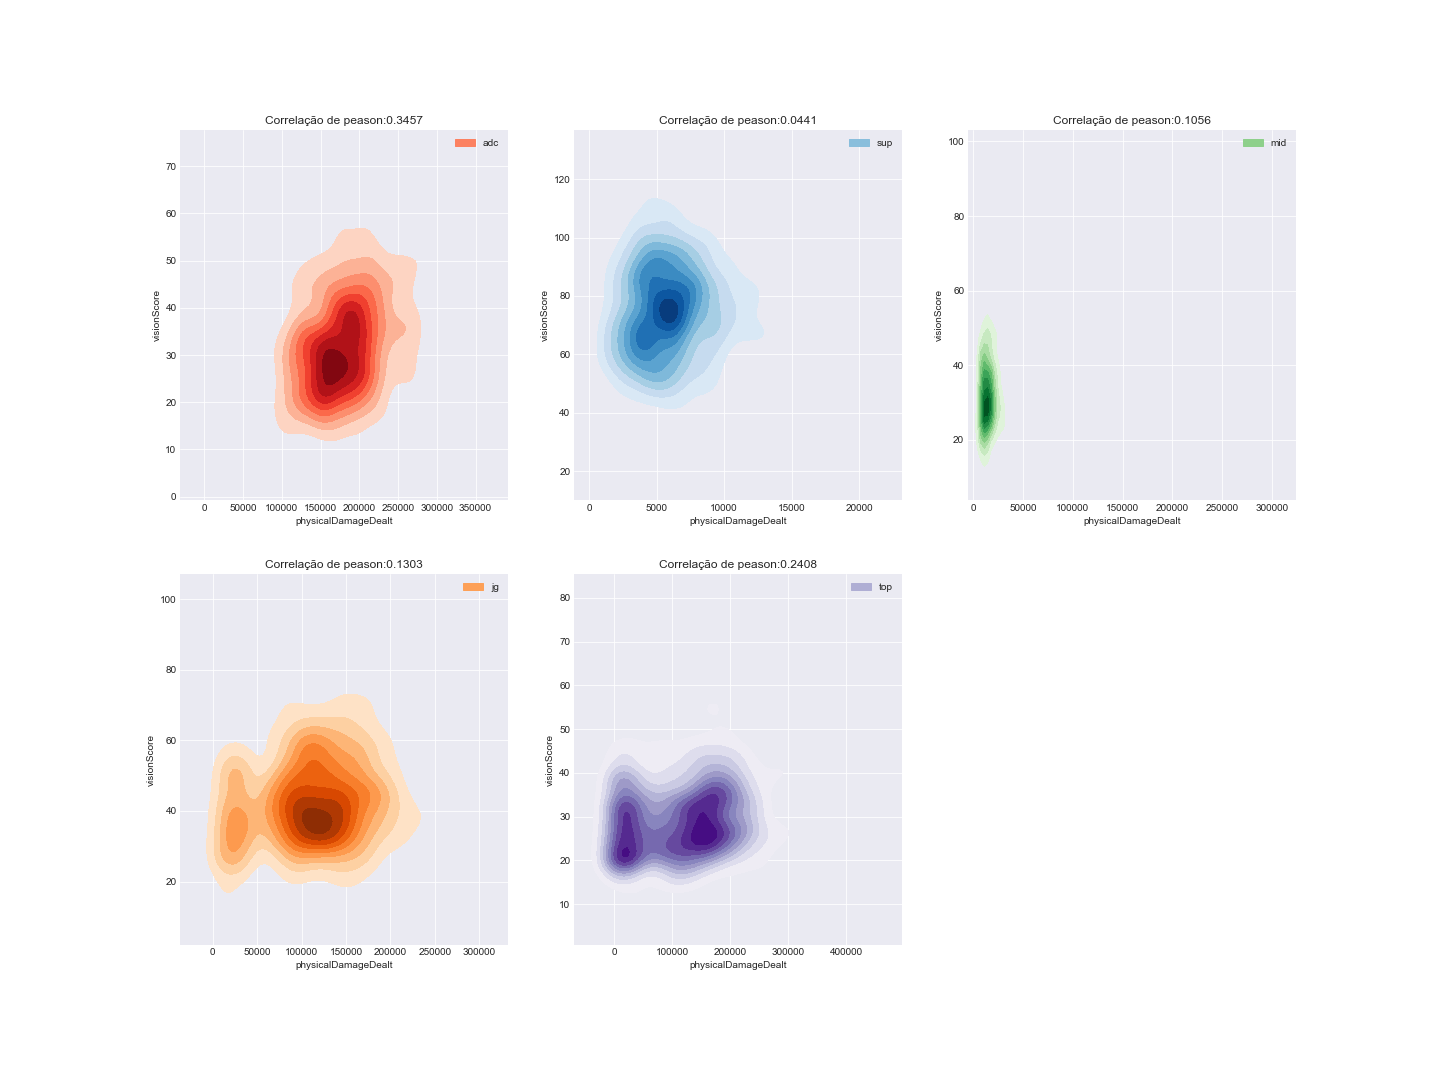 Correlação de peason:0.3457
adc
70
60
50
40
30
20
10
0
visionScore
0 50000 100000 150000 200000 250000 300000 350000
physicalDamageDealt
Correlação de peason:0.0441
sup
120
100
80
60
40
20
visionScore
0 5000 10000 15000 20000
physicalDamageDealt
Correlação de peason:0.1056
mid
100
80
60
40
20
visionScore
0 50000 100000 150000 200000 250000 300000
physicalDamageDealt
Correlação de peason:0.1303
jg
100
80
60
40
20
visionScore
0 50000 100000 150000 200000 250000 300000
physicalDamageDealt
Correlação de peason:0.2408
top
80
70
60
50
40
30
20
10
visionScore
0 100000 200000 300000 400000
physicalDamageDealt